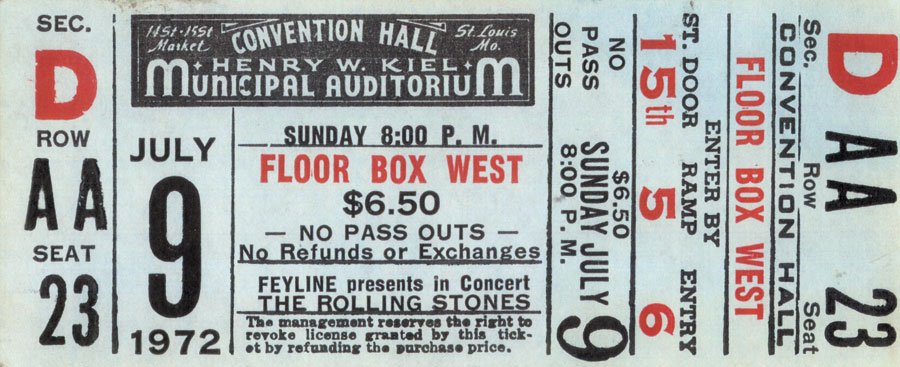 SEC.
D
ROW
AA
SEAT
23
JULY
9
1972
14St-15St
Market
CONVENTION HALL
St. Louis
Mo.
HENRY W. KIEL
MUNICIPAL AUDITORIUM
SUNDAY 8:00 P. M.
FLOOR BOX WEST
$6.50
— NO PASS OUTS —
No Refunds or Exchanges
FEYLINE presents in Concert
THE ROLLING STONES
The management reserves the right to
revoke license granted by this tick-
et by refunding the purchase price.
NO
PASS
OUTS
$6.50
SUNDAY JULY 9
8:00 P. M.
15th 5 6
ST. DOOR RAMP ENTRY
ENTER BY
FLOOR BOX WEST
CONVENTION HALL
Sec. Row Seat
D AA 23